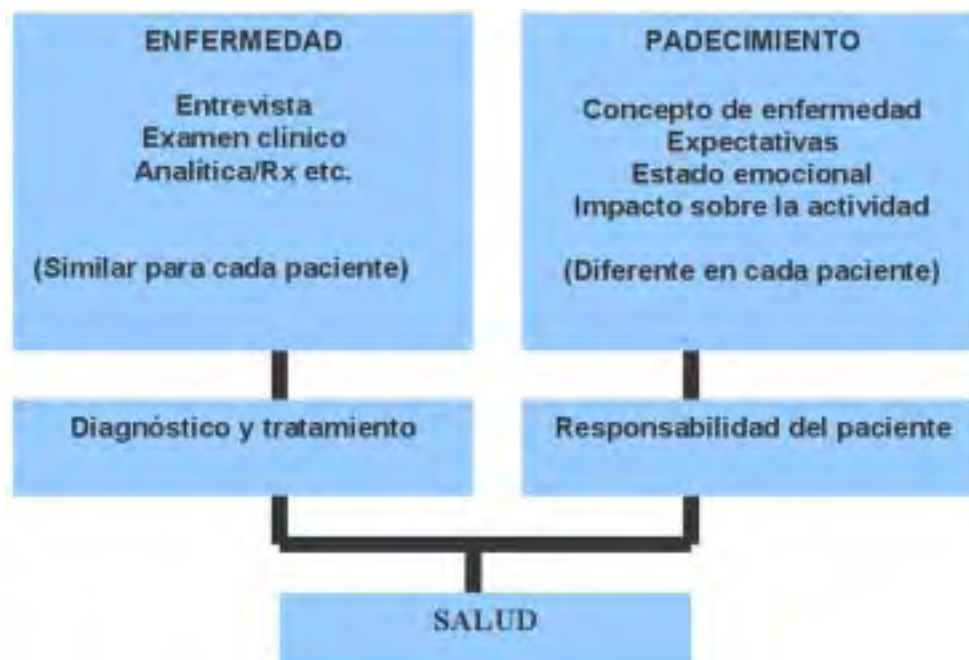 ENFERMEDAD
Entrevista
Examen clínico
Analítica/Rx etc.
(Similar para cada paciente)
PADECIMIENTO
Concepto de enfermedad
Expectativas
Estado emocional
Impacto sobre la actividad
(Diferente en cada paciente)
Diagnóstico y tratamiento
Responsabilidad del paciente
SALUD